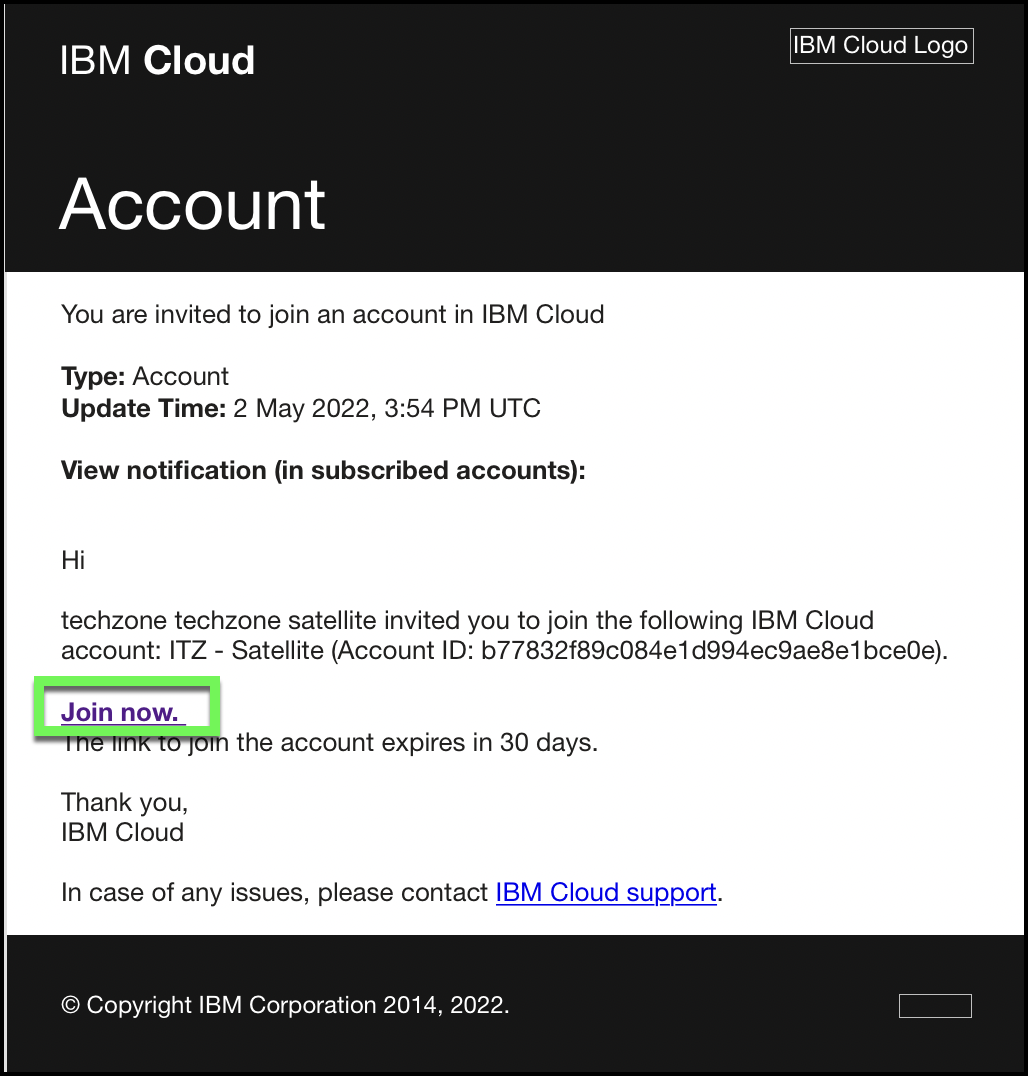 IBM Cloud
IBM Cloud Logo
Account
You are invited to join an account in IBM Cloud
Type: Account
Update Time: 2 May 2022, 3:54 PM UTC
View notification (in subscribed accounts):
Hi
techzone techzone satellite invited you to join the following IBM Cloud
account: ITZ - Satellite (Account ID: b77832f89c084e1d994ec9ae8e1bce0e).
Join now.
The link to join the account expires in 30 days.
Thank you,
IBM Cloud
In case of any issues, please contact IBM Cloud support.
© Copyright IBM Corporation 2014, 2022.